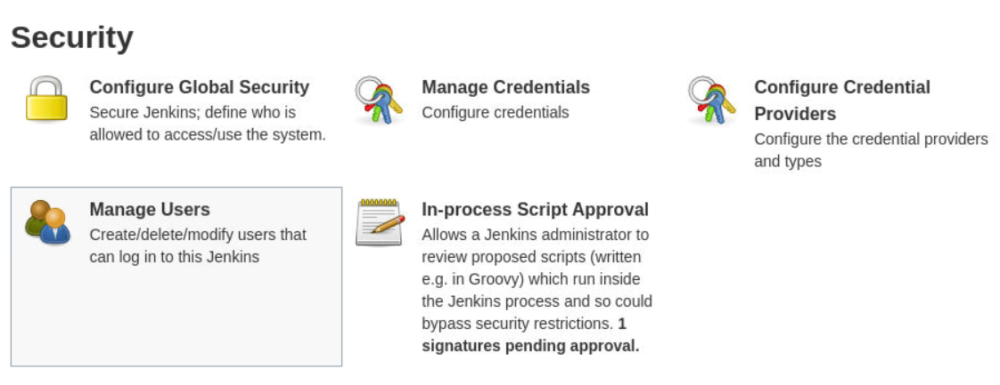 Security
Configure Global Security
Secure Jenkins; define who is
allowed to access/use the system.
Manage Credentials
Configure credentials
Configure Credential
Providers
Configure the credential providers
and types
Manage Users
Create/delete/modify users that
can log in to this Jenkins
In-process Script Approval
Allows a Jenkins administrator to
review proposed scripts (written
e.g. in Groovy) which run inside
the Jenkins process and so could
bypass security restrictions. 1
signatures pending approval.